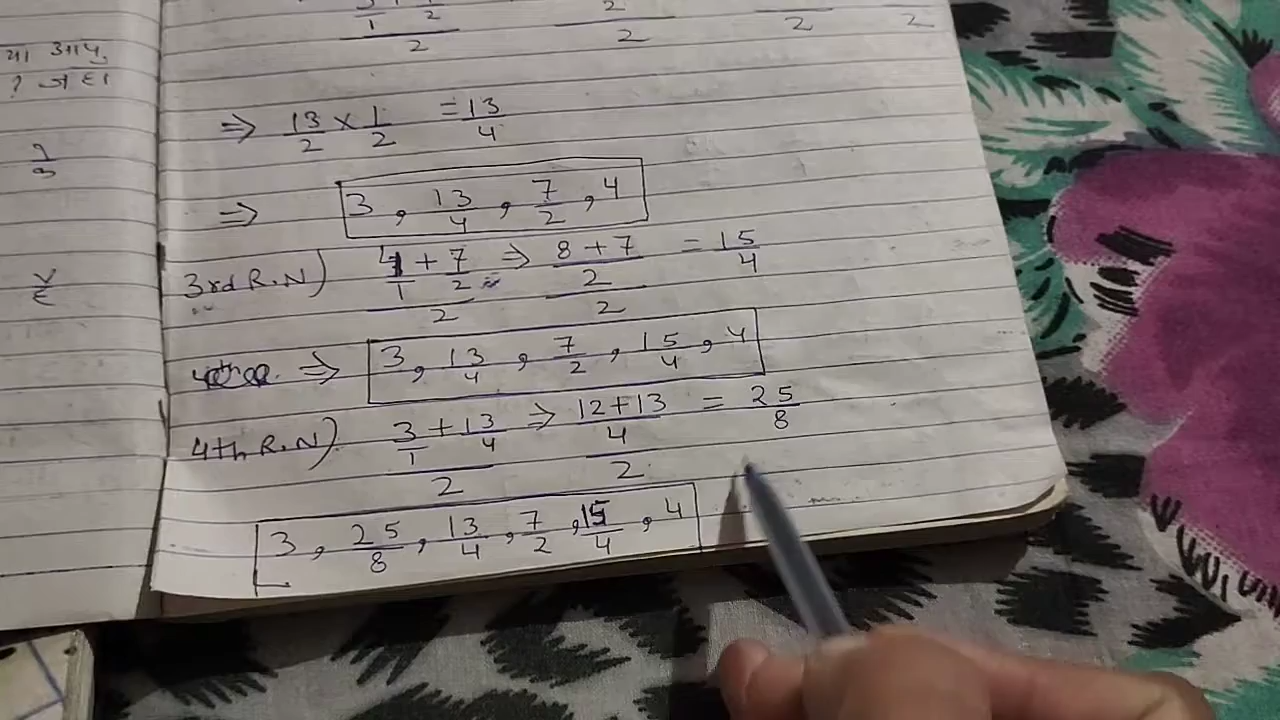 या आयु
⇒ 13/2 × 1/2 = 13/4
⇒ 3, 13/4, 7/2, 4
3rd R.N) (4/1 + 7/2)/2 ⇒ ((8+7)/2)/2 = 15/4
⇒ 3, 13/4, 7/2, 15/4, 4
4th R.N) (3/1 + 13/4)/2 ⇒ ((12+13)/4)/2 = 25/8
3, 25/8, 13/4, 7/2, 15/4, 4